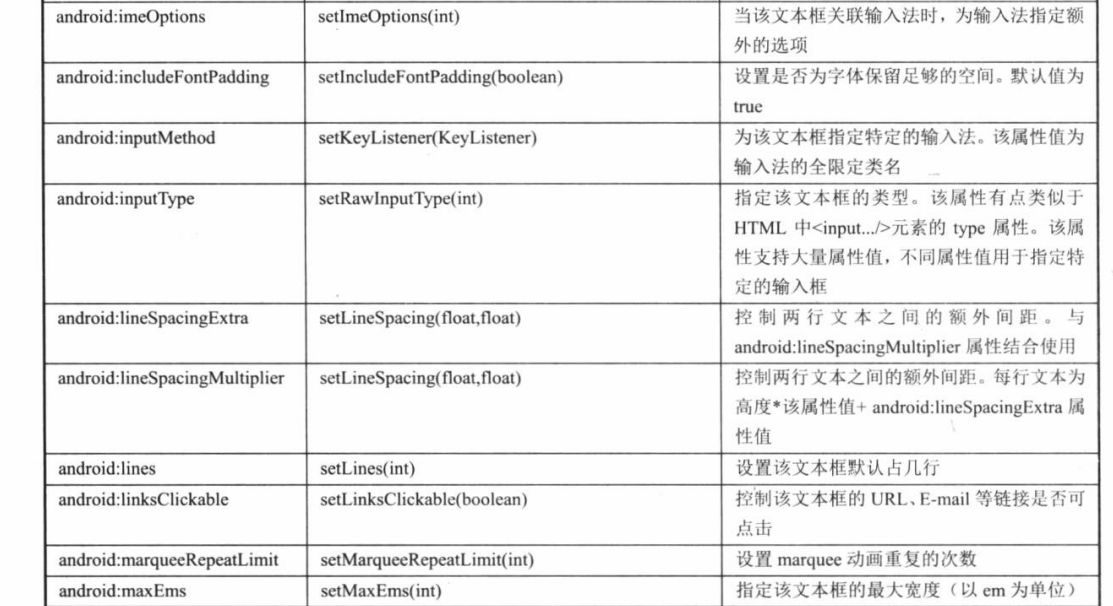 android:imeOptions setImeOptions(int) 当该文本框关联输入法时，为输入法指定额
外的选项
android:includeFontPadding setIncludeFontPadding(boolean) 设置是否为字体保留足够的空间。默认值为
true
android:inputMethod setKeyListener(KeyListener) 为该文本框指定特定的输入法。该属性值为
输入法的全限定类名
android:inputType setRawInputType(int) 指定该文本框的类型。该属性有点类似于
HTML 中<input.../>元素的 type 属性。该属
性支持大量属性值，不同属性值用于指定特
定的输入框
android:lineSpacingExtra setLineSpacing(float,float) 控制两行文本之间的额外间距。与
android:lineSpacingMultiplier 属性结合使用
android:lineSpacingMultiplier setLineSpacing(float,float) 控制两行文本之间的额外间距。每行文本为
高度*该属性值+ android:lineSpacingExtra 属
性值
android:lines setLines(int) 设置该文本框默认占几行
android:linksClickable setLinksClickable(boolean) 控制该文本框的 URL、E-mail 等链接是否可
点击
android:marqueeRepeatLimit setMarqueeRepeatLimit(int) 设置 marquee 动画重复的次数
android:maxEms setMaxEms(int) 指定该文本框的最大宽度（以 em 为单位）